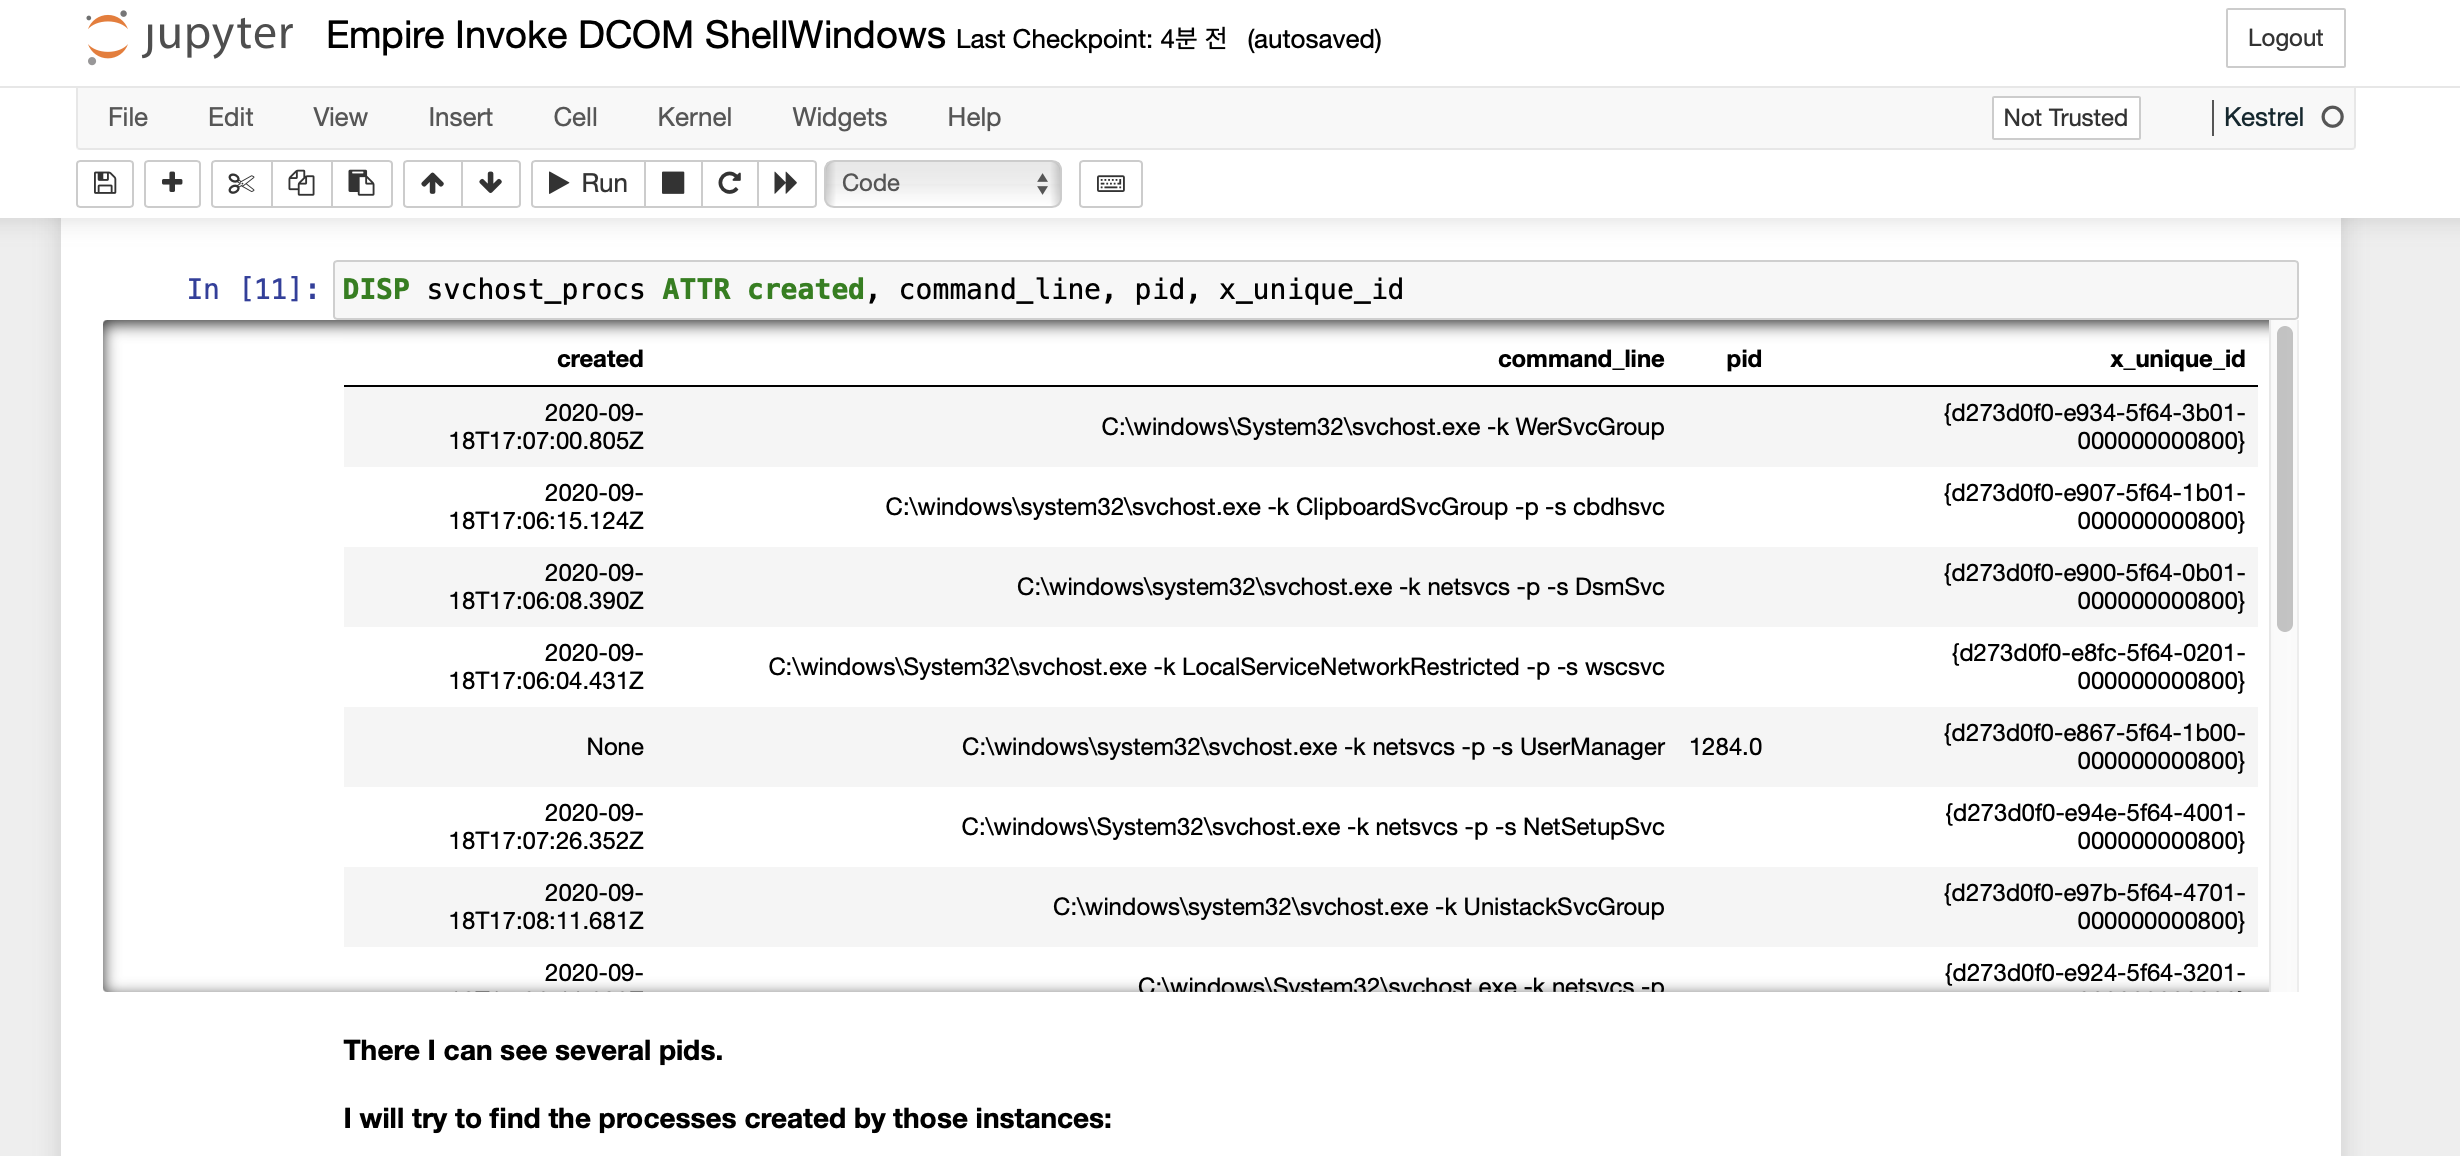 jupyter Empire Invoke DCOM ShellWindows Last Checkpoint: 4분 전 (autosaved) Logout
File Edit View Insert Cell Kernel Widgets Help Not Trusted Kestrel
Run Code
In [11]: DISP svchost_procs ATTR created, command_line, pid, x_unique_id
created command_line pid x_unique_id
2020-09- {d273d0f0-e934-5f64-3b01-
C:\windows\System32\svchost.exe -k WerSvcGroup
18T17:07:00.805Z 000000000800}
2020-09- {d273d0f0-e907-5f64-1b01-
C:\windows\system32\svchost.exe -k ClipboardSvcGroup -p -s cbdhsvc
18T17:06:15.124Z 000000000800}
2020-09- {d273d0f0-e900-5f64-0b01-
C:\windows\system32\svchost.exe -k netsvcs -p -s DsmSvc
18T17:06:08.390Z 000000000800}
2020-09- {d273d0f0-e8fc-5f64-0201-
C:\windows\System32\svchost.exe -k LocalServiceNetworkRestricted -p -s wscsvc
18T17:06:04.431Z 000000000800}
{d273d0f0-e867-5f64-1b00-
None C:\windows\system32\svchost.exe -k netsvcs -p -s UserManager 1284.0
000000000800}
2020-09- {d273d0f0-e94e-5f64-4001-
C:\windows\System32\svchost.exe -k netsvcs -p -s NetSetupSvc
18T17:07:26.352Z 000000000800}
2020-09- {d273d0f0-e97b-5f64-4701-
C:\windows\system32\svchost.exe -k UnistackSvcGroup
18T17:08:11.681Z 000000000800}
2020-09- {d273d0f0-e924-5f64-3201-
C:\windows\System32\svchost.exe -k netsvcs -p
There I can see several pids.
I will try to find the processes created by those instances: